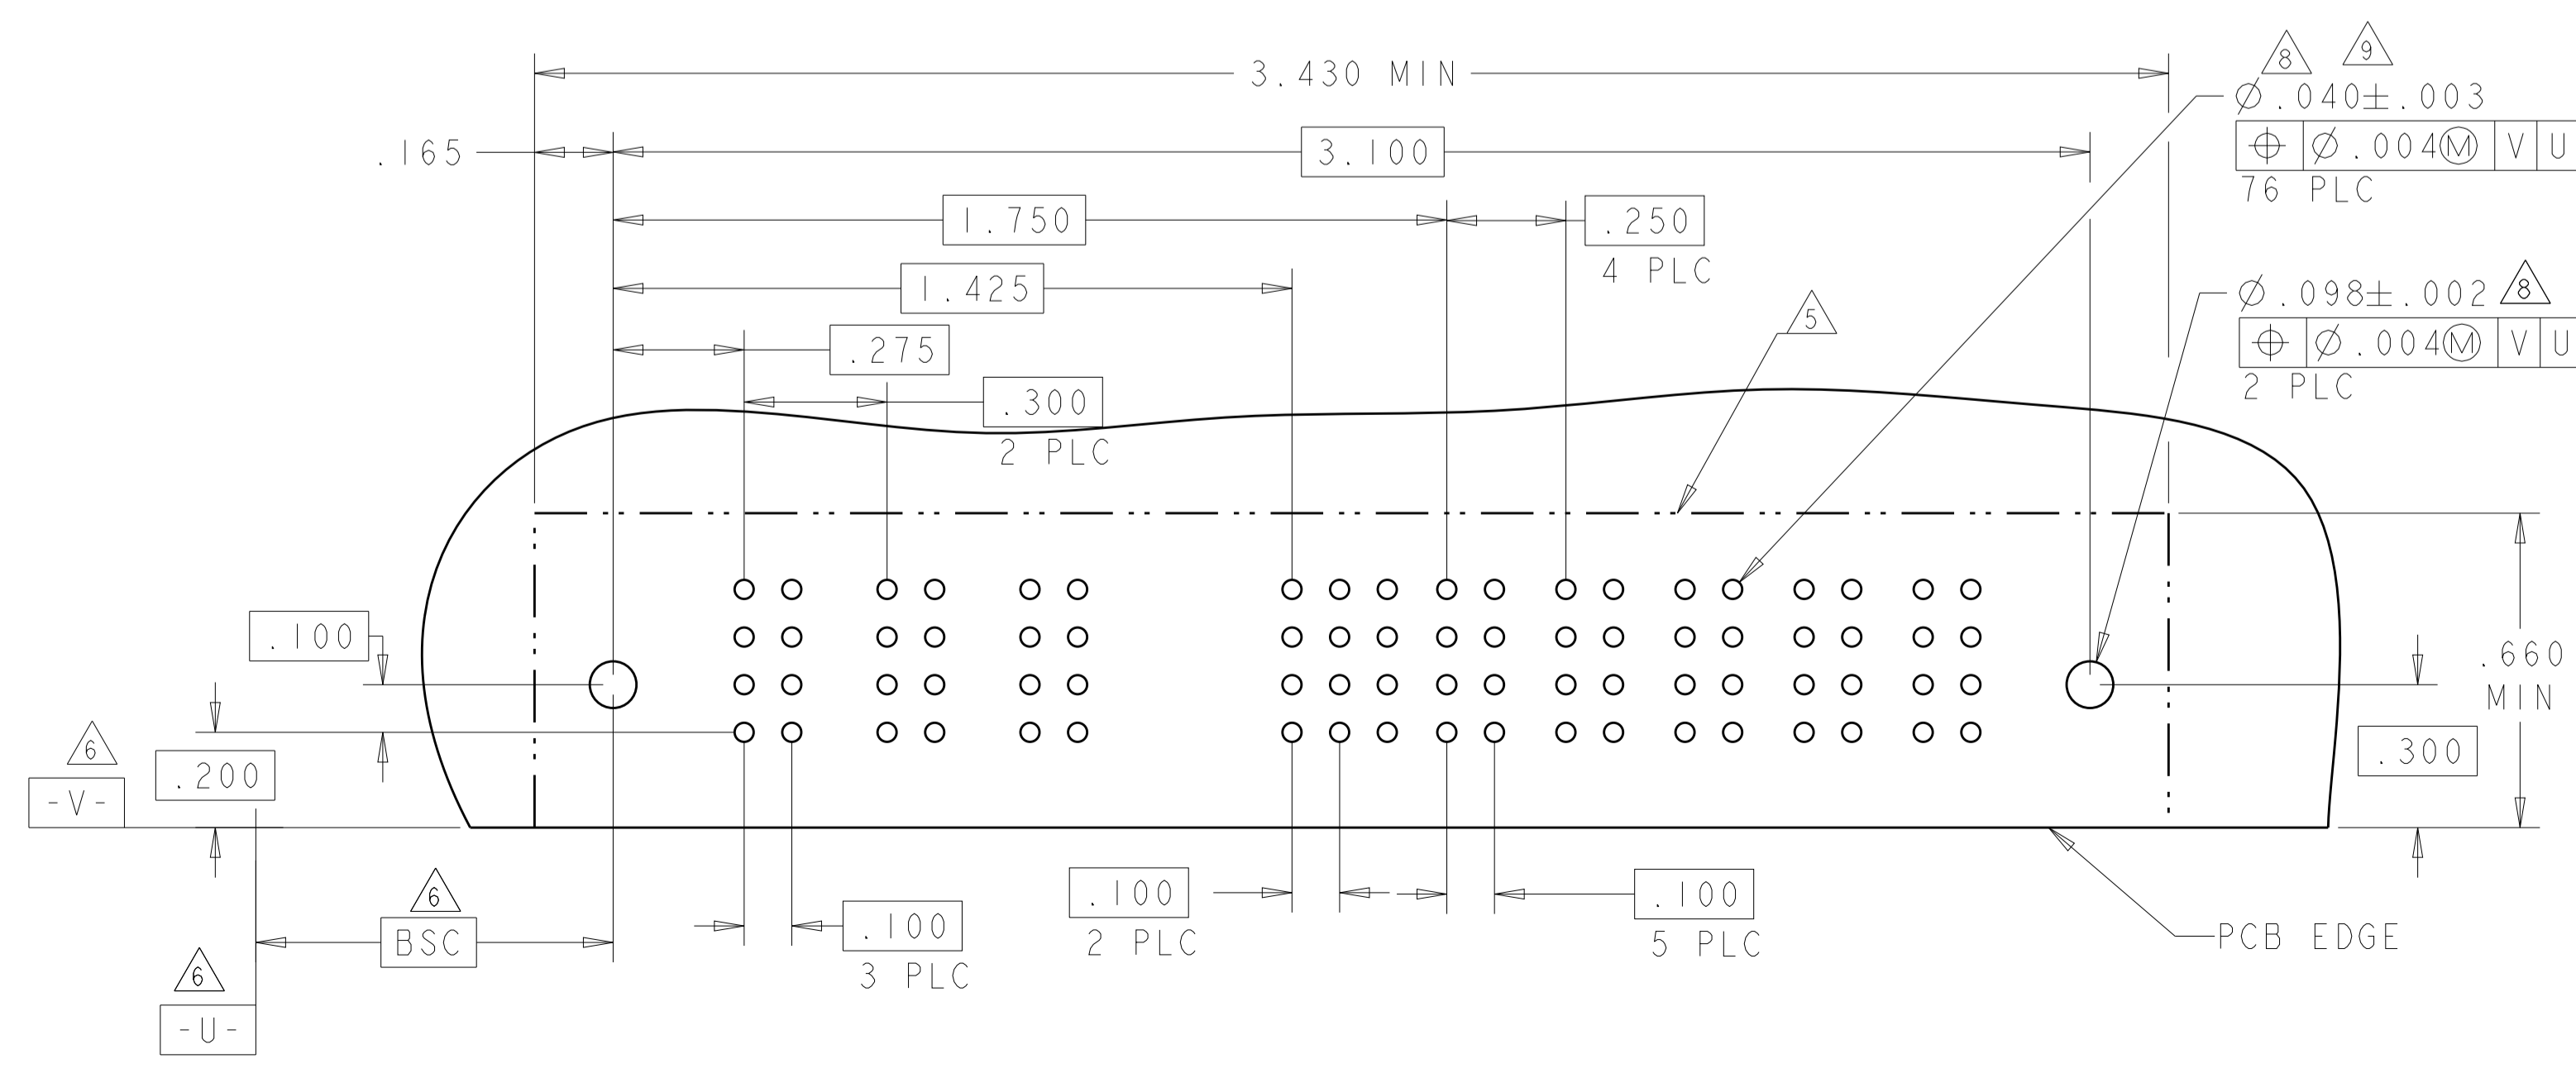 3.430 MIN
8
9
⌀.040±.003
⌖ ⌀.004Ⓜ V U
76 PLC
.165
3.100
1.750
.250
4 PLC
1.425
.275
.300
2 PLC
5
⌀.098±.002 8
⌖ ⌀.004Ⓜ V U
2 PLC
.100
.660
MIN
6
-V-
.200
.300
6
BSC
.100
3 PLC
.100
2 PLC
.100
5 PLC
PCB EDGE
6
-U-